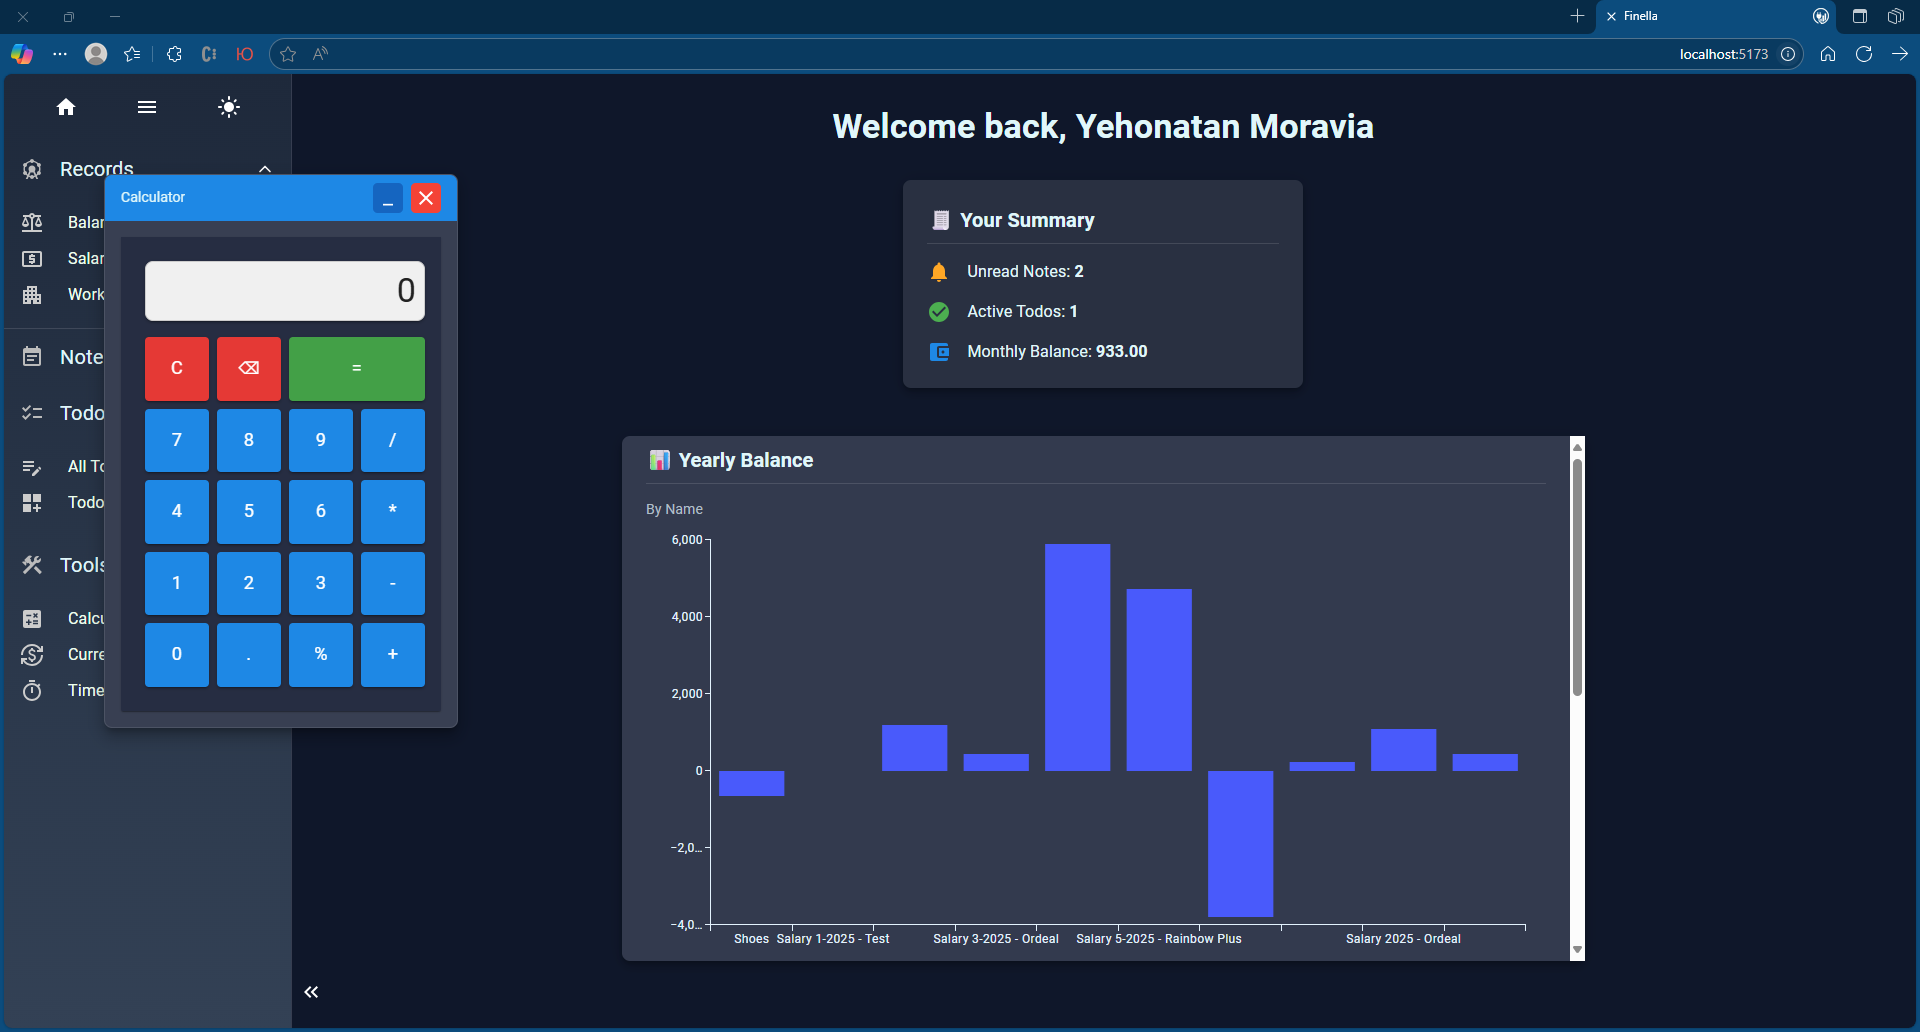 Finella
localhost:5173
Welcome back, Yehonatan Moravia
Records
Calculator
Balar
Salar
Work
Note
Todo
All To
Todo
Tools
Calcu
Curre
Time
0
C
=
7 8 9 /
4 5 6 *
1 2 3 -
0 . % +
Your Summary
Unread Notes: 2
Active Todos: 1
Monthly Balance: 933.00
Yearly Balance
By Name
6,000
4,000
2,000
0
−2,0...
−4,0...
Shoes Salary 1-2025 - Test Salary 3-2025 - Ordeal Salary 5-2025 - Rainbow Plus Salary 2025 - Ordeal